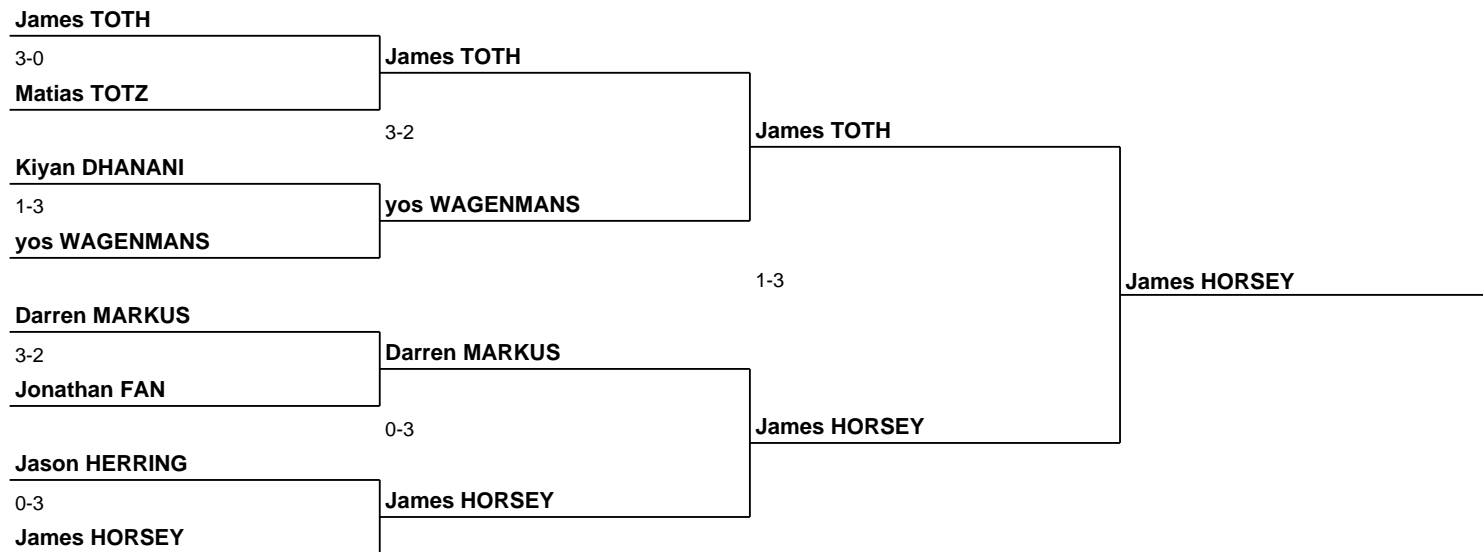 James TOTH
3-0
James TOTH
Matias TOTZ
3-2
James TOTH
Kiyan DHANANI
1-3
yos WAGENMANS
yos WAGENMANS
1-3
James HORSEY
Darren MARKUS
3-2
Darren MARKUS
Jonathan FAN
0-3
James HORSEY
Jason HERRING
0-3
James HORSEY
James HORSEY